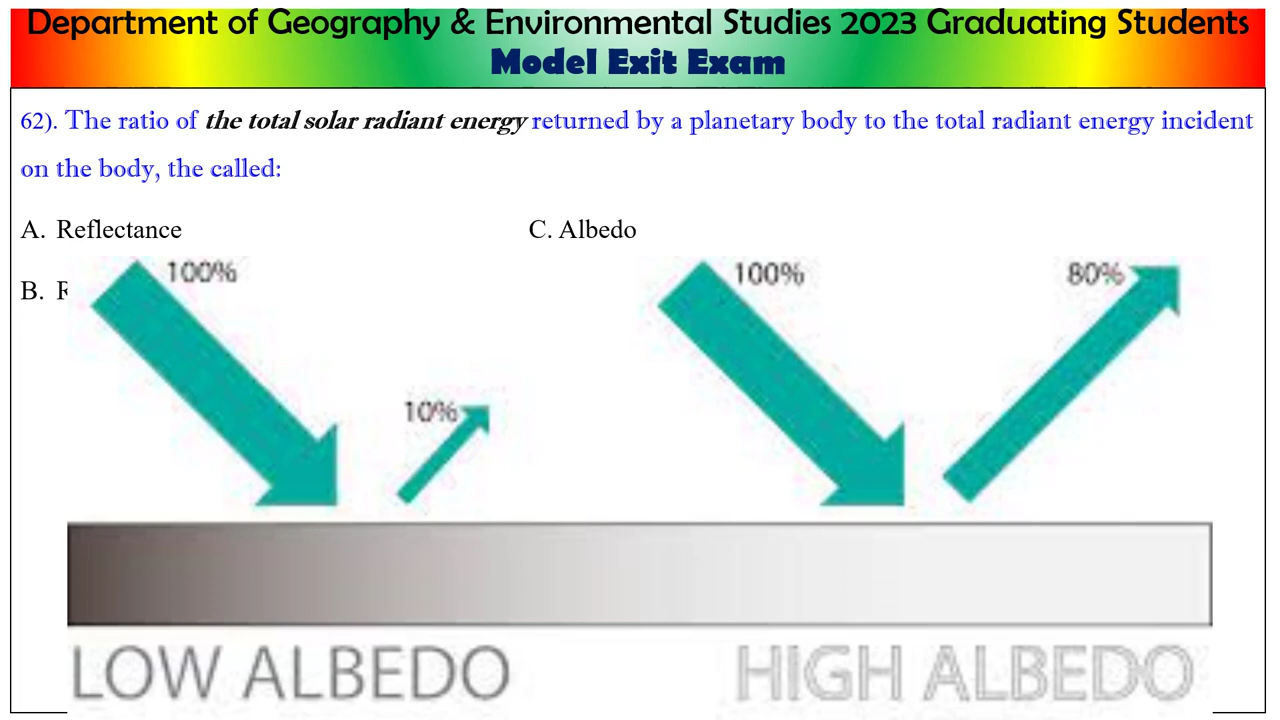 Department of Geography & Environmental Studies 2023 Graduating Students
Model Exit Exam
62). The ratio of the total solar radiant energy returned by a planetary body to the total radiant energy incident
on the body, the called:
A. Reflectance
C. Albedo
B.
100%
10%
100%
80%
LOW ALBEDO
HIGH ALBEDO